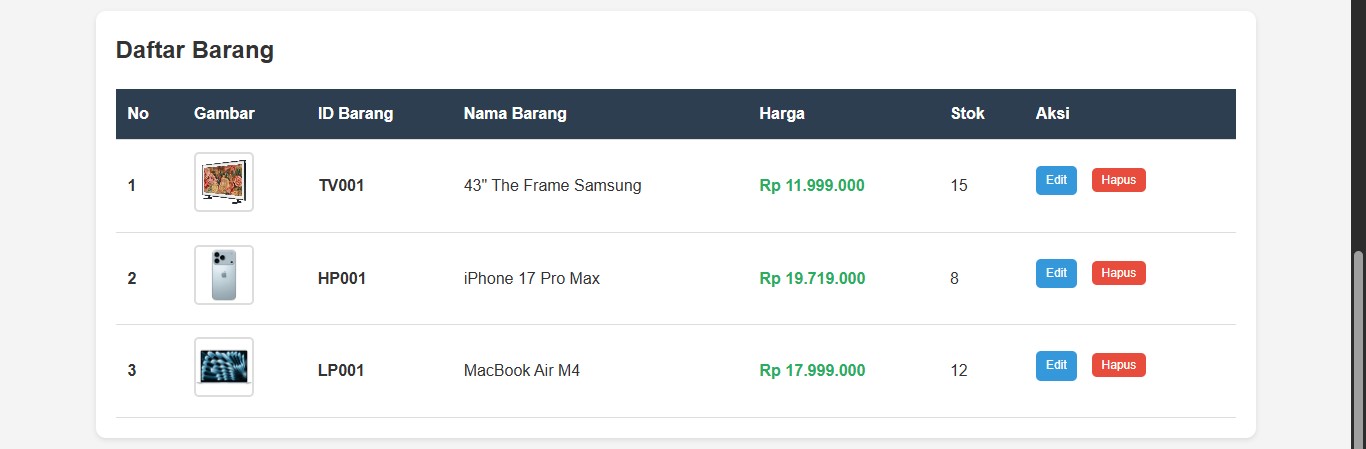 Daftar Barang
No Gambar ID Barang Nama Barang Harga Stok Aksi
1 TV001 43" The Frame Samsung Rp 11.999.000 15 Edit Hapus
2 HP001 iPhone 17 Pro Max Rp 19.719.000 8 Edit Hapus
3 LP001 MacBook Air M4 Rp 17.999.000 12 Edit Hapus